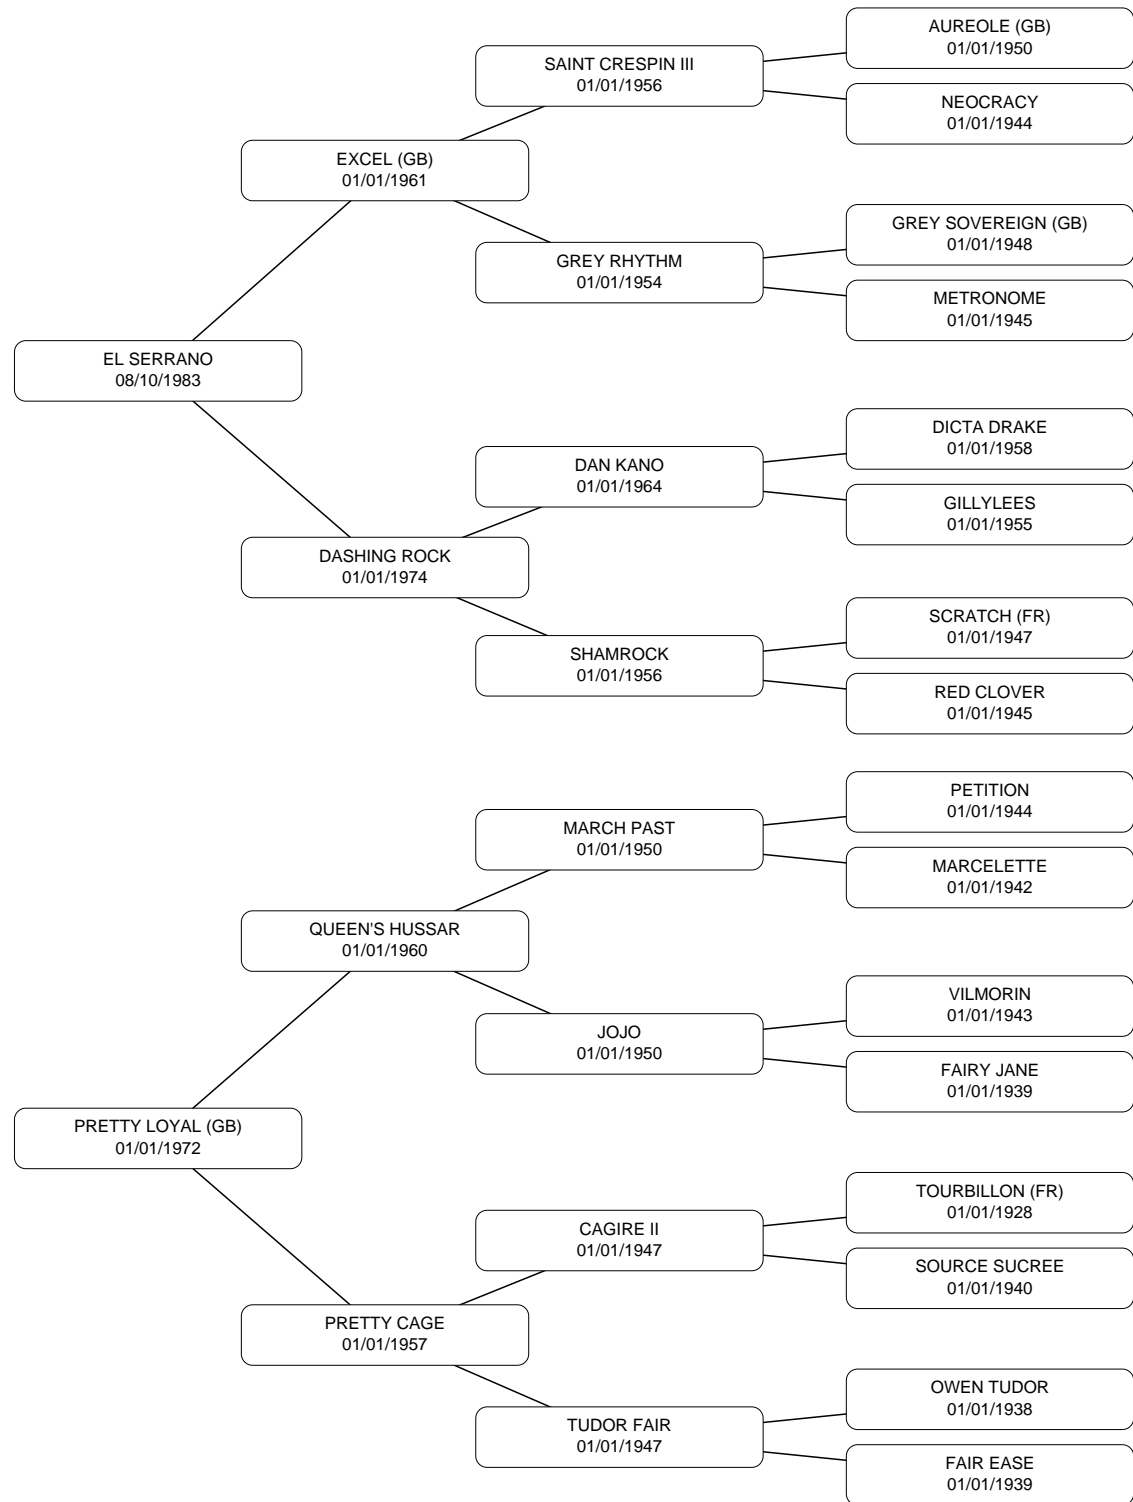 AUREOLE (GB)
01/01/1950
SAINT CRESPIN III
01/01/1956
NEOCRACY
01/01/1944
EXCEL (GB)
01/01/1961
GREY SOVEREIGN (GB)
01/01/1948
GREY RHYTHM
01/01/1954
METRONOME
01/01/1945
EL SERRANO
08/10/1983
DICTA DRAKE
01/01/1958
DAN KANO
01/01/1964
GILLYLEES
01/01/1955
DASHING ROCK
01/01/1974
SCRATCH (FR)
01/01/1947
SHAMROCK
01/01/1956
RED CLOVER
01/01/1945
PETITION
01/01/1944
MARCH PAST
01/01/1950
MARCELETTE
01/01/1942
QUEEN'S HUSSAR
01/01/1960
VILMORIN
01/01/1943
JOJO
01/01/1950
FAIRY JANE
01/01/1939
PRETTY LOYAL (GB)
01/01/1972
TOURBILLON (FR)
01/01/1928
CAGIRE II
01/01/1947
SOURCE SUCREE
01/01/1940
PRETTY CAGE
01/01/1957
OWEN TUDOR
01/01/1938
TUDOR FAIR
01/01/1947
FAIR EASE
01/01/1939